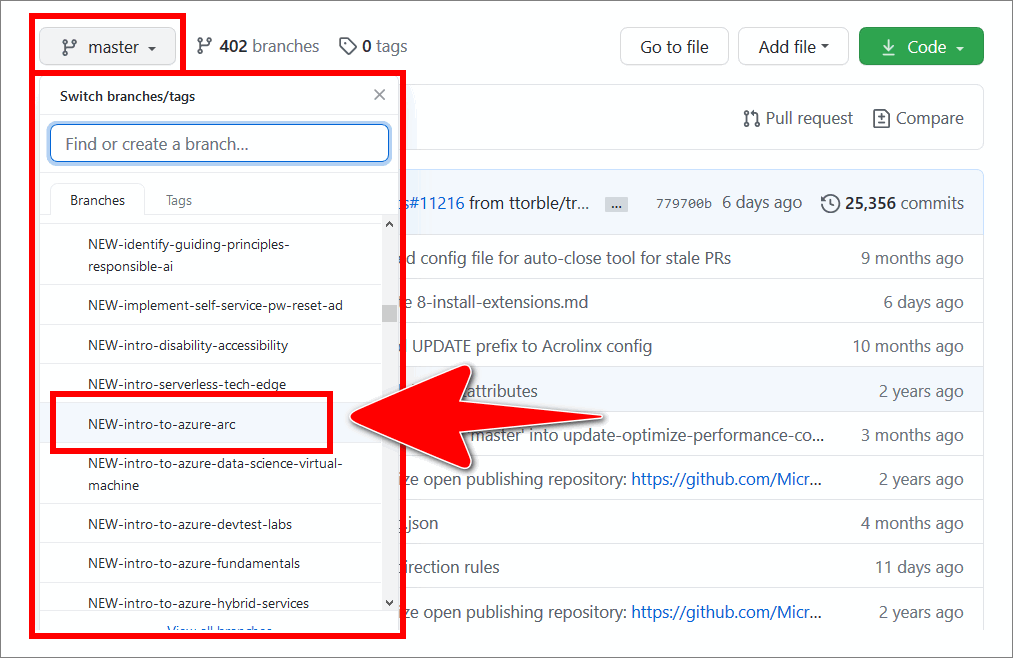 master
402 branches
0 tags
Go to file
Add file
Code
Switch branches/tags
Find or create a branch...
Pull request
Compare
Branches
Tags
#11216 from ttorble/tr...
...
779700b
6 days ago
25,356 commits
NEW-identify-guiding-principles-
responsible-ai
config file for auto-close tool for stale PRs
9 months ago
NEW-implement-self-service-pw-reset-ad
8-install-extensions.md
6 days ago
NEW-intro-disability-accessibility
UPDATE prefix to Acrolinx config
10 months ago
NEW-intro-serverless-tech-edge
attributes
2 years ago
NEW-intro-to-azure-arc
master' into update-optimize-performance-co...
3 months ago
NEW-intro-to-azure-data-science-virtual-
machine
open publishing repository: https://github.com/Micr...
2 years ago
NEW-intro-to-azure-devtest-labs
.json
4 months ago
NEW-intro-to-azure-fundamentals
rules
11 days ago
NEW-intro-to-azure-hybrid-services
open publishing repository: https://github.com/Micr...
2 years ago
View all branches